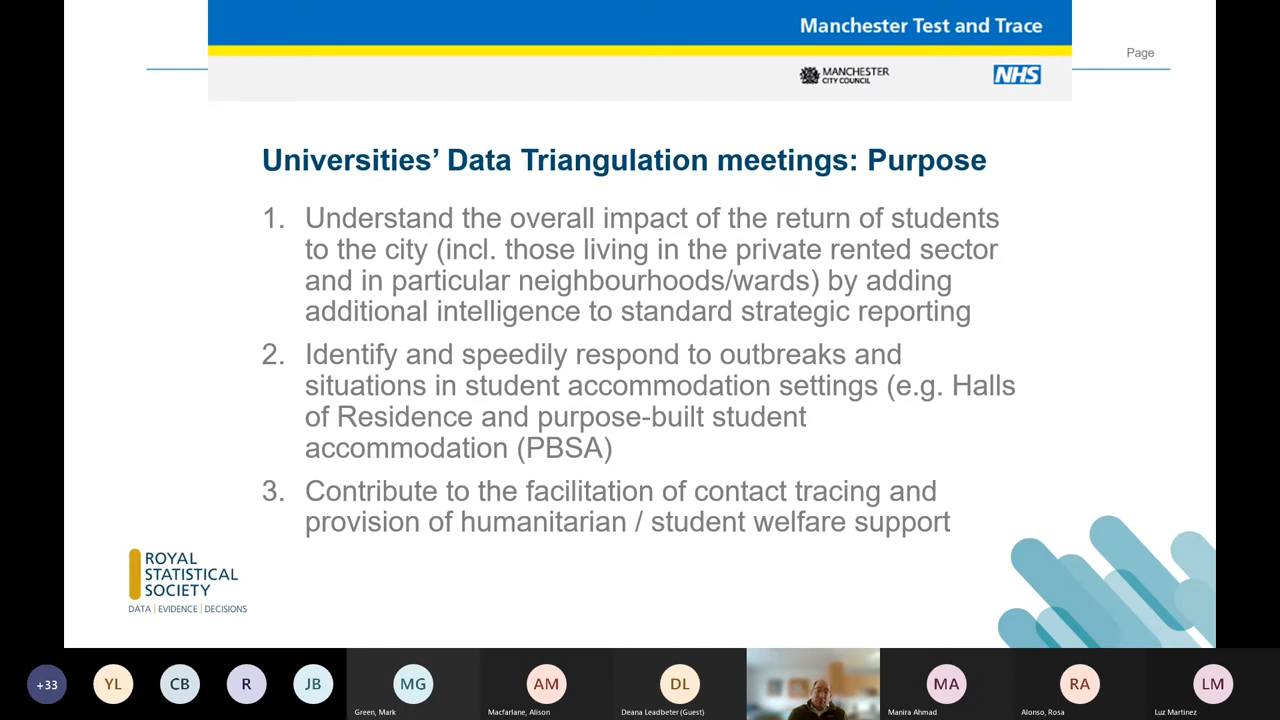 Manchester Test and Trace
Page
MANCHESTER
CITY COUNCIL
NHS
Universities’ Data Triangulation meetings: Purpose
1. Understand the overall impact of the return of students
to the city (incl. those living in the private rented sector
and in particular neighbourhoods/wards) by adding
additional intelligence to standard strategic reporting
2. Identify and speedily respond to outbreaks and
situations in student accommodation settings (e.g. Halls
of Residence and purpose-built student
accommodation (PBSA)
3. Contribute to the facilitation of contact tracing and
provision of humanitarian / student welfare support
ROYAL
STATISTICAL
SOCIETY
DATA | EVIDENCE | DECISIONS
+33 YL CB R JB MG AM DL MA RA LM
Green, Mark Macfarlane, Alison Deana Leadbeter (Guest) Manira Ahmad Alonso, Rosa Luz Martinez